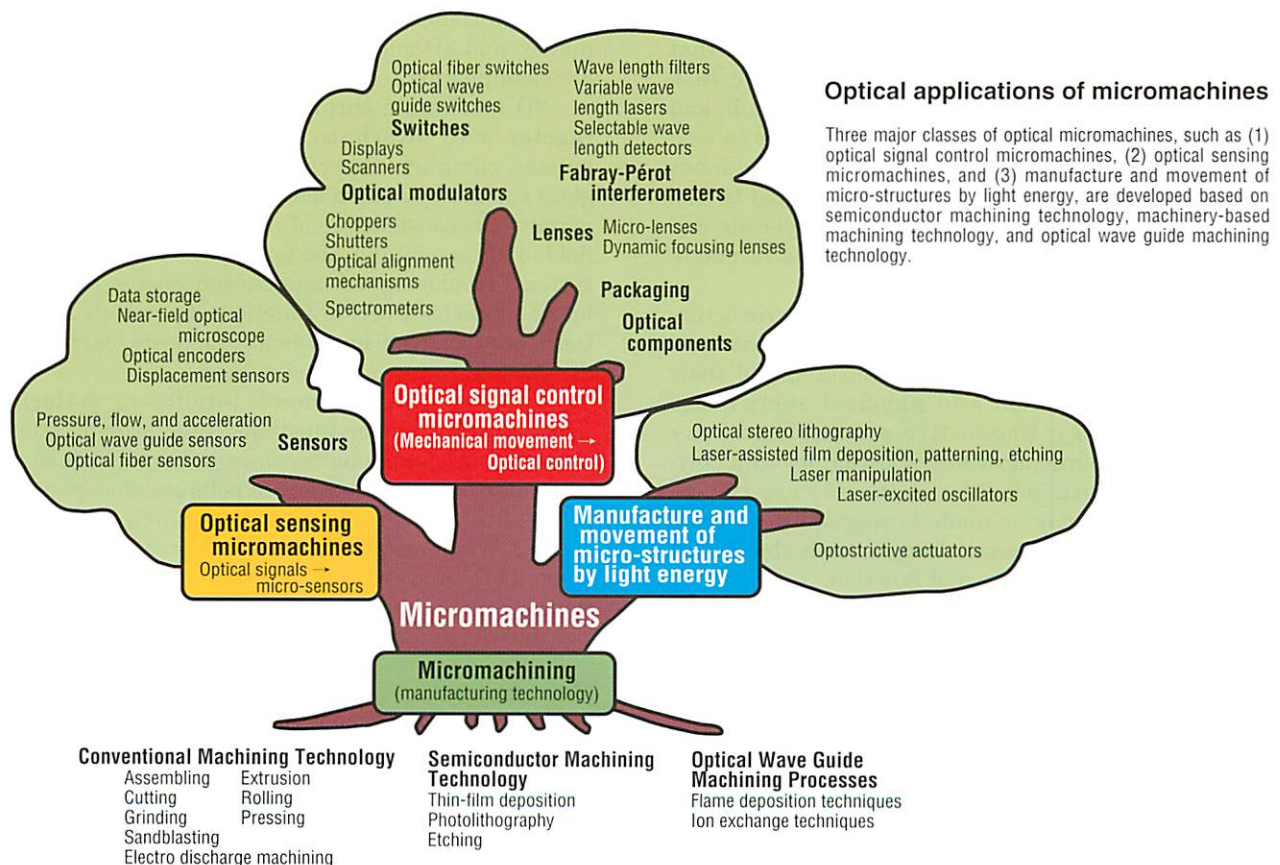 Optical applications of micromachines
Three major classes of optical micromachines, such as (1)
optical signal control micromachines, (2) optical sensing
micromachines, and (3) manufacture and movement of
micro-structures by light energy, are developed based on
semiconductor machining technology, machinery-based
machining technology, and optical wave guide machining
technology.
Optical fiber switches
Optical wave
guide switches
Switches
Displays
Scanners
Optical modulators
Choppers
Shutters
Optical alignment
mechanisms
Spectrometers
Wave length filters
Variable wave
length lasers
Selectable wave
length detectors
Fabray-Pérot
interferometers
Lenses
Micro-lenses
Dynamic focusing lenses
Packaging
Optical
components
Data storage
Near-field optical
microscope
Optical encoders
Displacement sensors
Pressure, flow, and acceleration
Optical wave guide sensors
Optical fiber sensors
Sensors
Optical signal control
micromachines
(Mechanical movement →
Optical control)
Optical stereo lithography
Laser-assisted film deposition, patterning, etching
Laser manipulation
Laser-excited oscillators
Optostrictive actuators
Optical sensing
micromachines
Optical signals →
micro-sensors
Manufacture and
movement of
micro-structures
by light energy
Micromachines
Micromachining
(manufacturing technology)
Conventional Machining Technology
Assembling
Cutting
Grinding
Sandblasting
Electro discharge machining
Extrusion
Rolling
Pressing
Semiconductor Machining
Technology
Thin-film deposition
Photolithography
Etching
Optical Wave Guide
Machining Processes
Flame deposition techniques
Ion exchange techniques